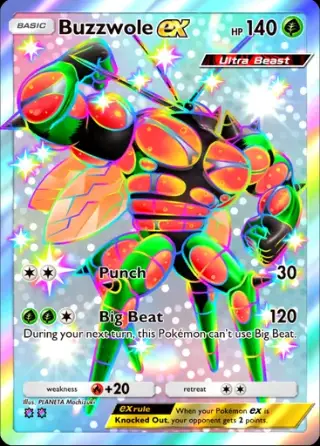 BASIC Buzzwole ex HP 140
Ultra Beast
Punch 30
Big Beat 120
During your next turn, this Pokémon can't use Big Beat.
weakness +20 retreat
Illus. PLANETA Mochizuki
ex rule When your Pokémon ex is
Knocked Out, your opponent gets 2 points.